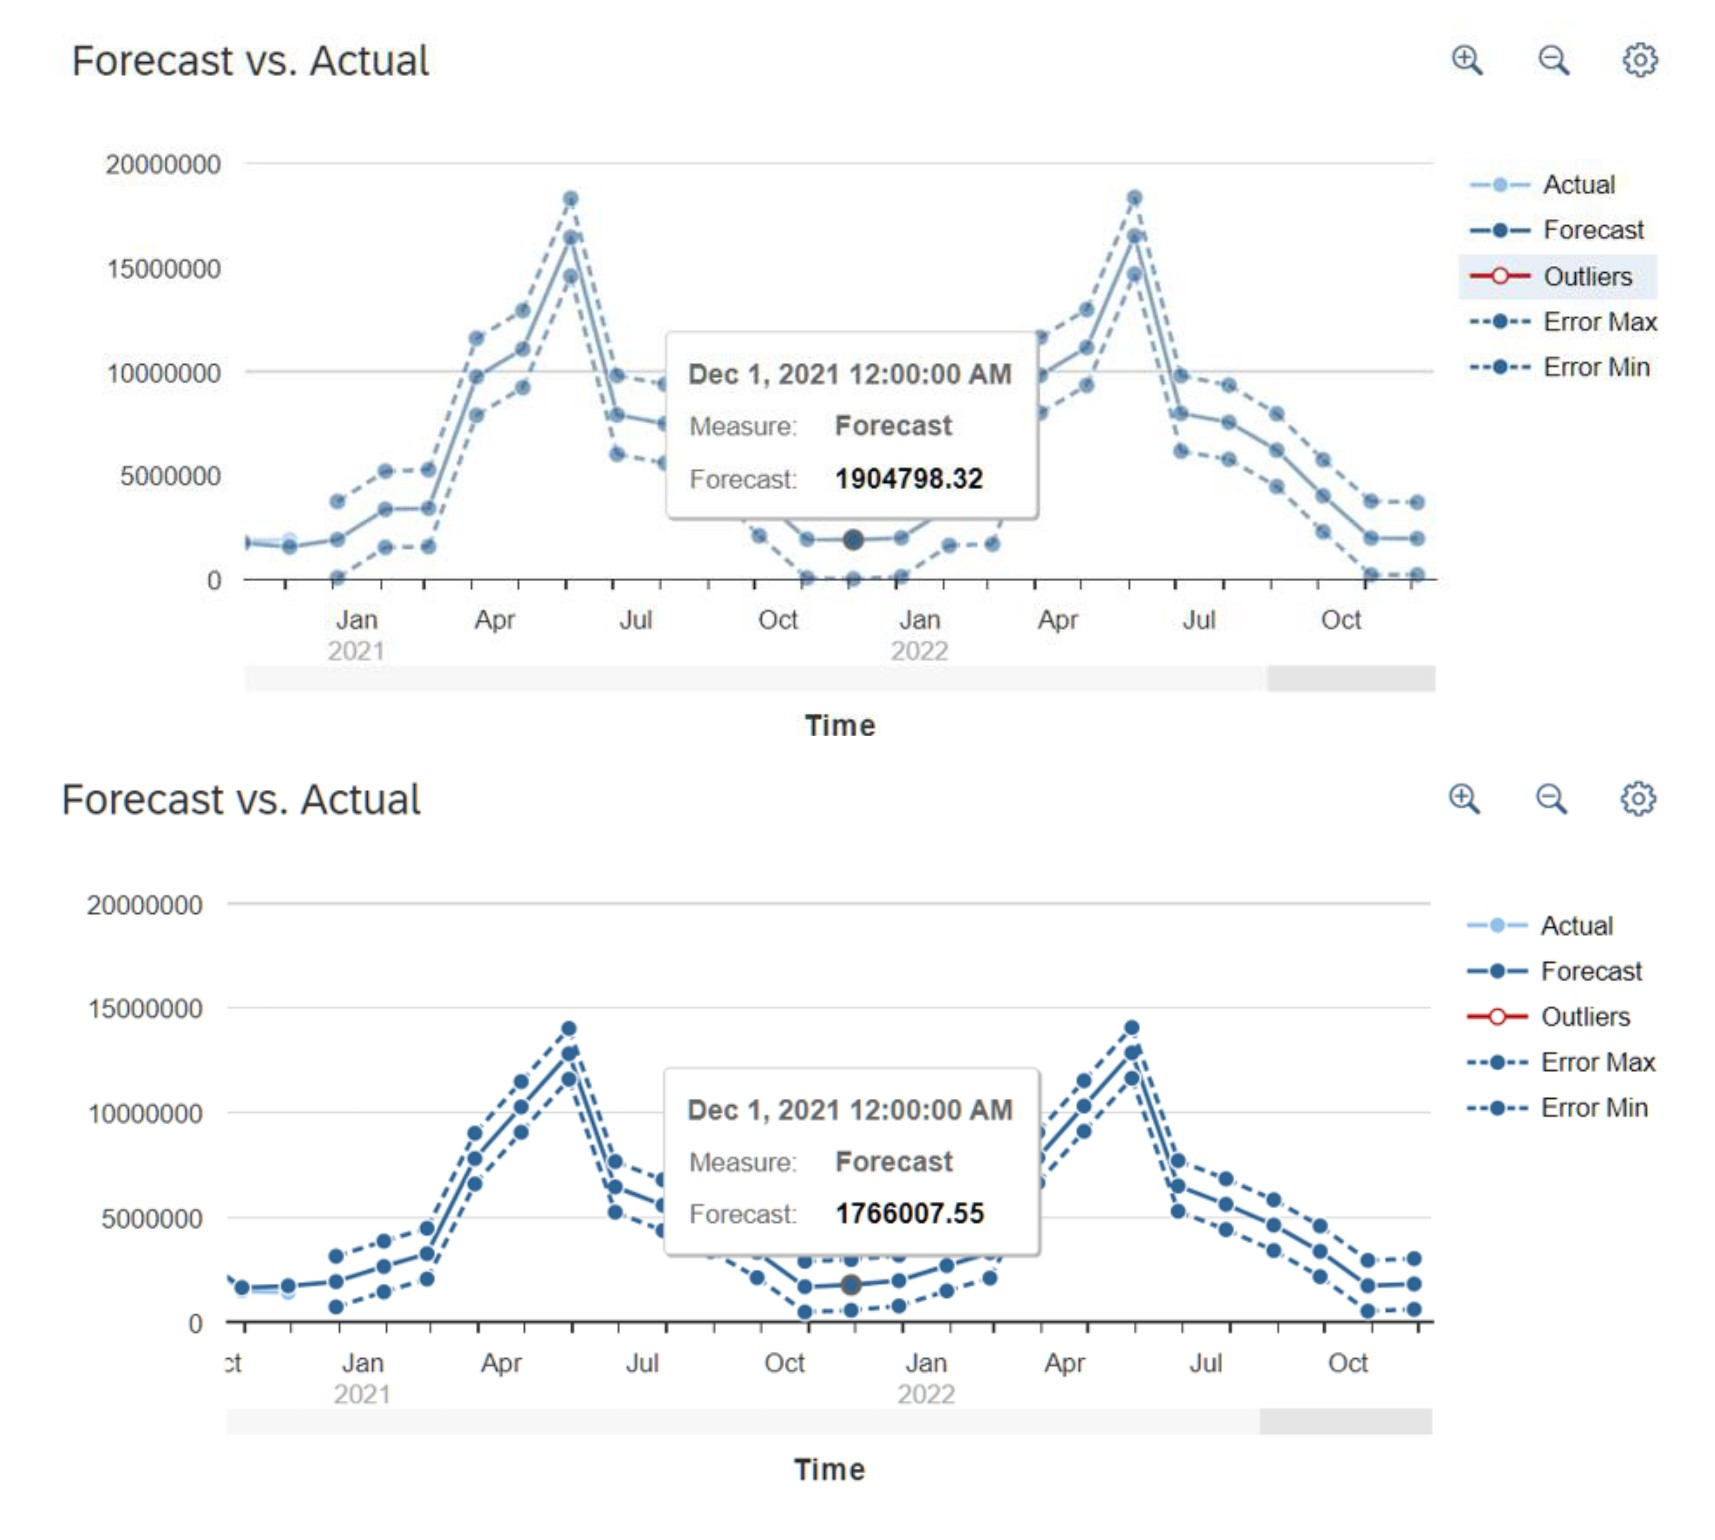 Forecast vs. Actual
20000000
15000000
10000000
5000000
0
Actual
Forecast
Outliers
Error Max
Error Min
Dec 1, 2021 12:00:00 AM
Measure: Forecast
Forecast: 1904798.32
Jan Apr Jul Oct Jan Apr Jul Oct
2021 2022
Time
Forecast vs. Actual
20000000
15000000
10000000
5000000
0
Actual
Forecast
Outliers
Error Max
Error Min
Dec 1, 2021 12:00:00 AM
Measure: Forecast
Forecast: 1766007.55
ct Jan Apr Jul Oct Jan Apr Jul Oct
2021 2022
Time